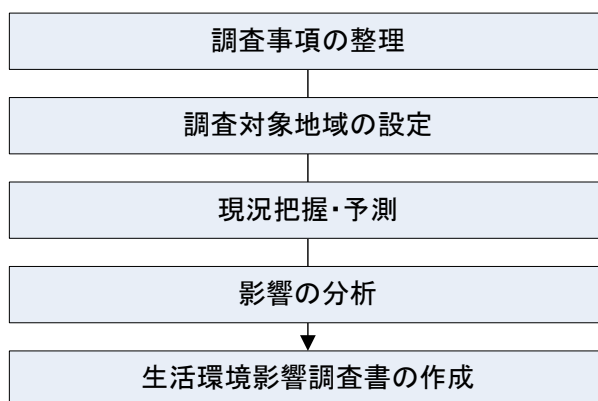 調査事項の整理
調査対象地域の設定
現況把握・予測
影響の分析
生活環境影響調査書の作成